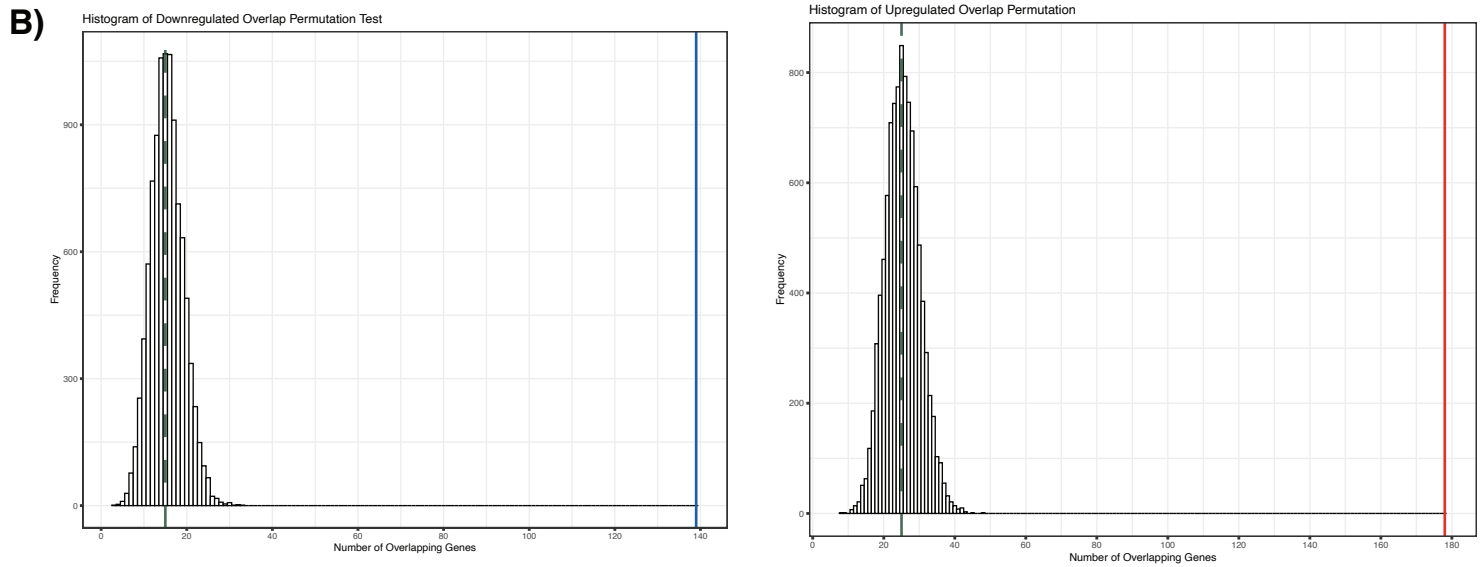 B)
Histogram of Downregulated Overlap Permutation Test
Frequency
900
600
300
0
0 20 40 60 80 100 120 140
Number of Overlapping Genes
Histogram of Upregulated Overlap Permutation
Frequency
800
600
400
200
0
0 20 40 60 80 100 120 140 160 180
Number of Overlapping Genes